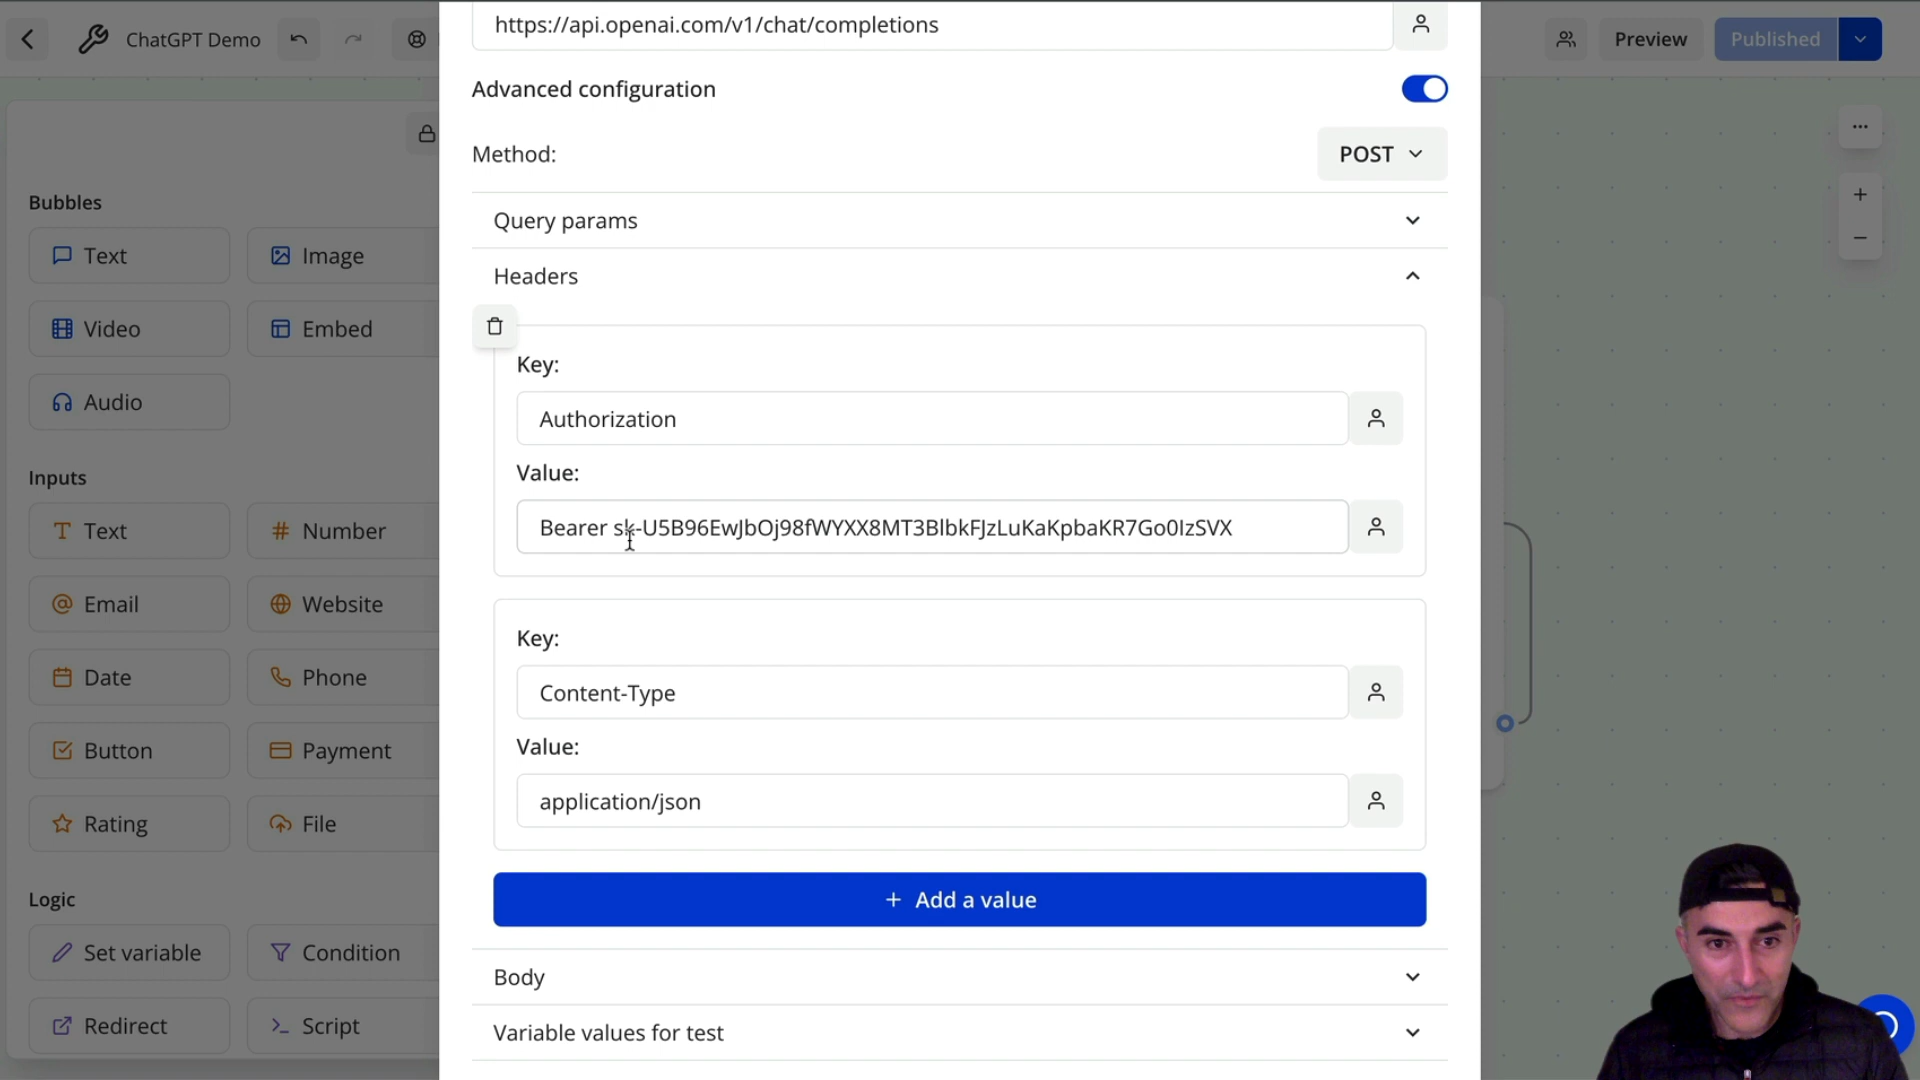 https://api.openai.com/v1/chat/completions
ChatGPT Demo
Preview
Published
Advanced configuration
Method:
POST
Bubbles
Query params
Text
Image
Headers
Video
Embed
Key:
Audio
Authorization
Value:
Inputs
Text
Number
Bearer
Email
Website
Key:
Date
Phone
Content-Type
Value:
Button
Payment
application/json
Rating
File
Logic
+ Add a value
Set variable
Condition
Body
Redirect
Script
Variable values for test